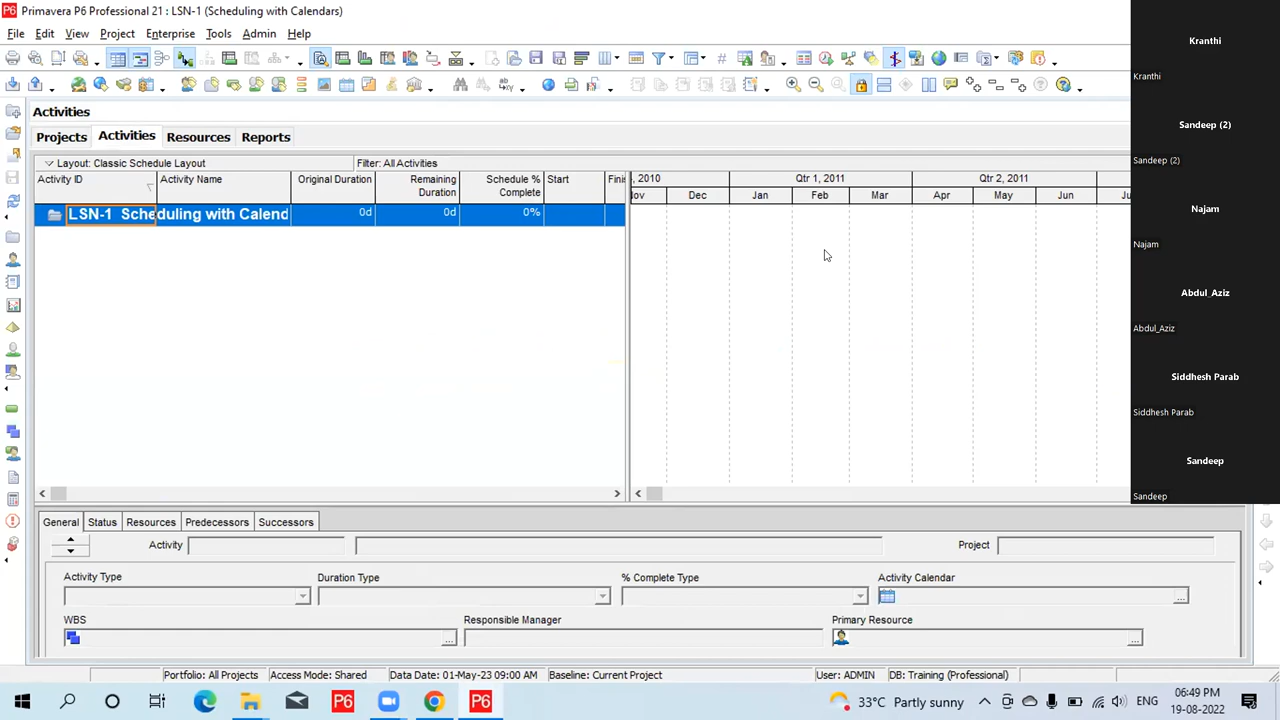 Primavera P6 Professional 21 : LSN-1 (Scheduling with Calendars)
File Edit View Project Enterprise Tools Admin Help
Activities
Projects Activities Resources Reports
Layout: Classic Schedule Layout Filter: All Activities
Activity ID Activity Name Original Duration Remaining Duration Schedule % Complete Start Finis
, 2010 Qtr 1, 2011 Qtr 2, 2011
Nov Dec Jan Feb Mar Apr May Jun Ju
LSN-1 Scheduling with Calend 0d 0d 0%
Kranthi
Kranthi
Sandeep (2)
Sandeep (2)
Najam
Najam
Abdul_Aziz
Abdul_Aziz
Siddhesh Parab
Siddhesh Parab
Sandeep
Sandeep
General Status Resources Predecessors Successors
Activity Project
Activity Type Duration Type % Complete Type Activity Calendar
WBS Responsible Manager Primary Resource
Portfolio: All Projects Access Mode: Shared Data Date: 01-May-23 09:00 AM Baseline: Current Project User: ADMIN DB: Training (Professional)
33°C Partly sunny ENG 06:49 PM
19-08-2022